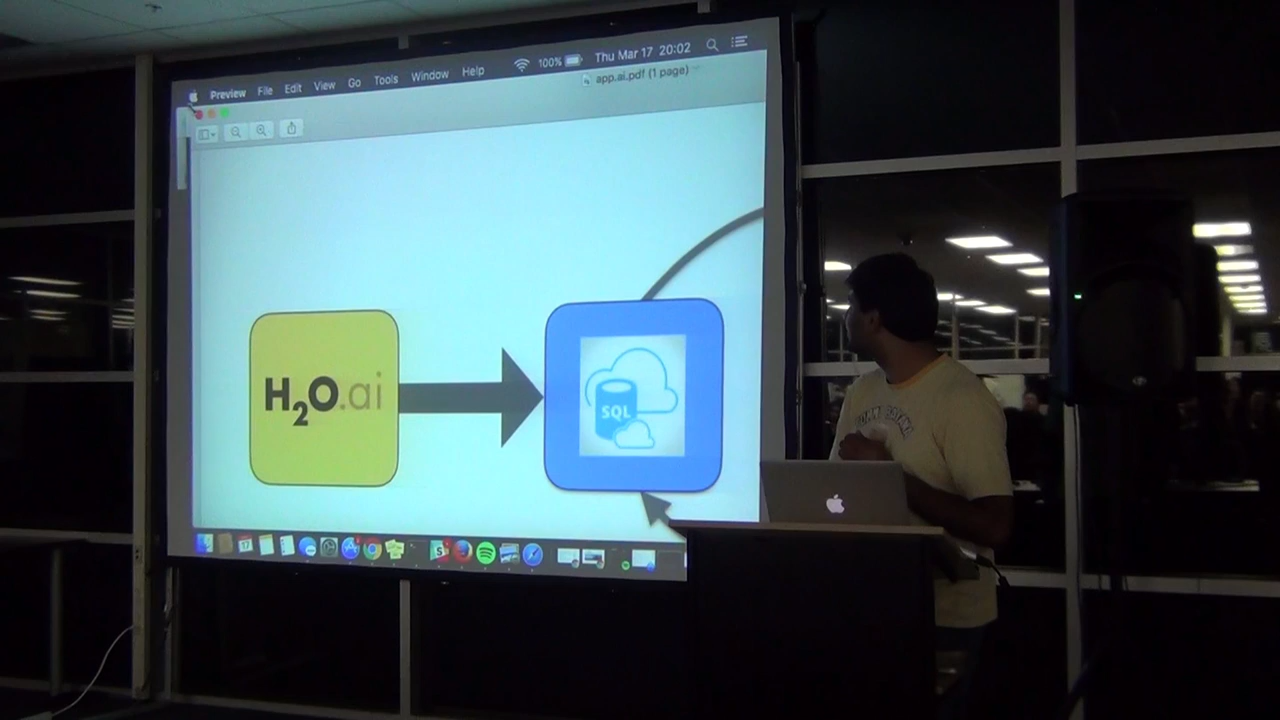 Preview File Edit View Go Tools Window Help 100% Thu Mar 17 20:02
app.ai.pdf (1 page)
H2O.ai
SQL
17